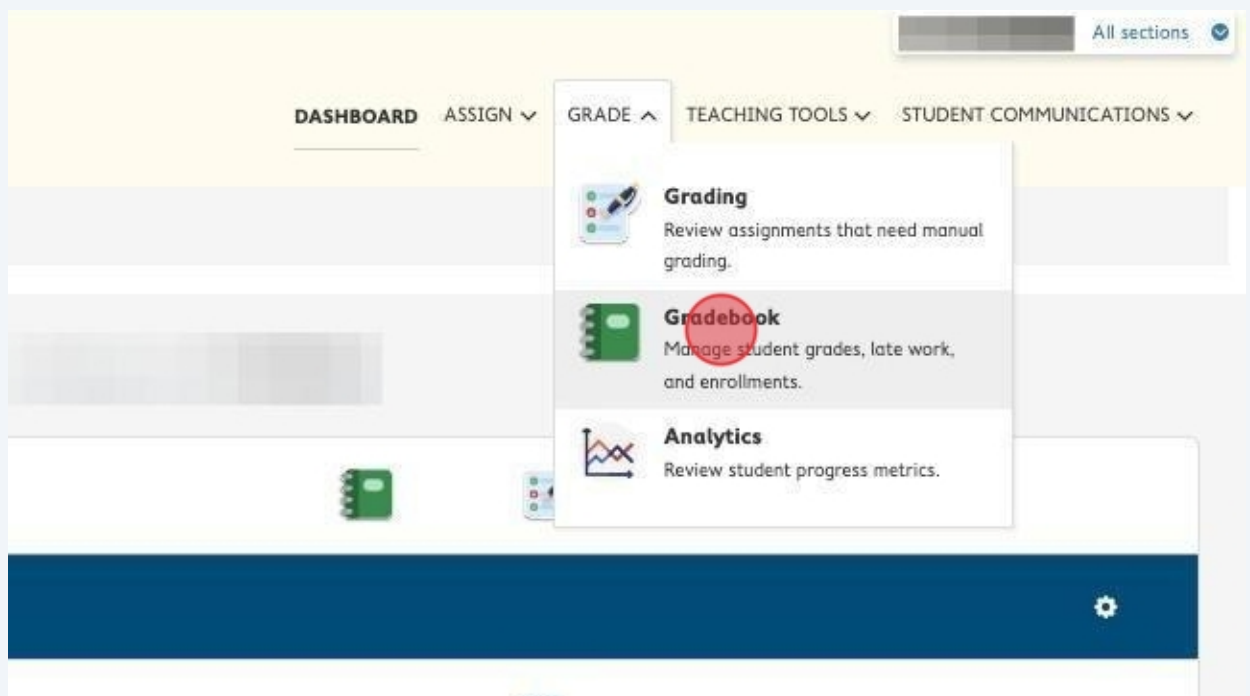 All sections
DASHBOARD ASSIGN GRADE TEACHING TOOLS STUDENT COMMUNICATIONS
Grading
Review assignments that need manual
grading.
Gradebook
Manage student grades, late work,
and enrollments.
Analytics
Review student progress metrics.